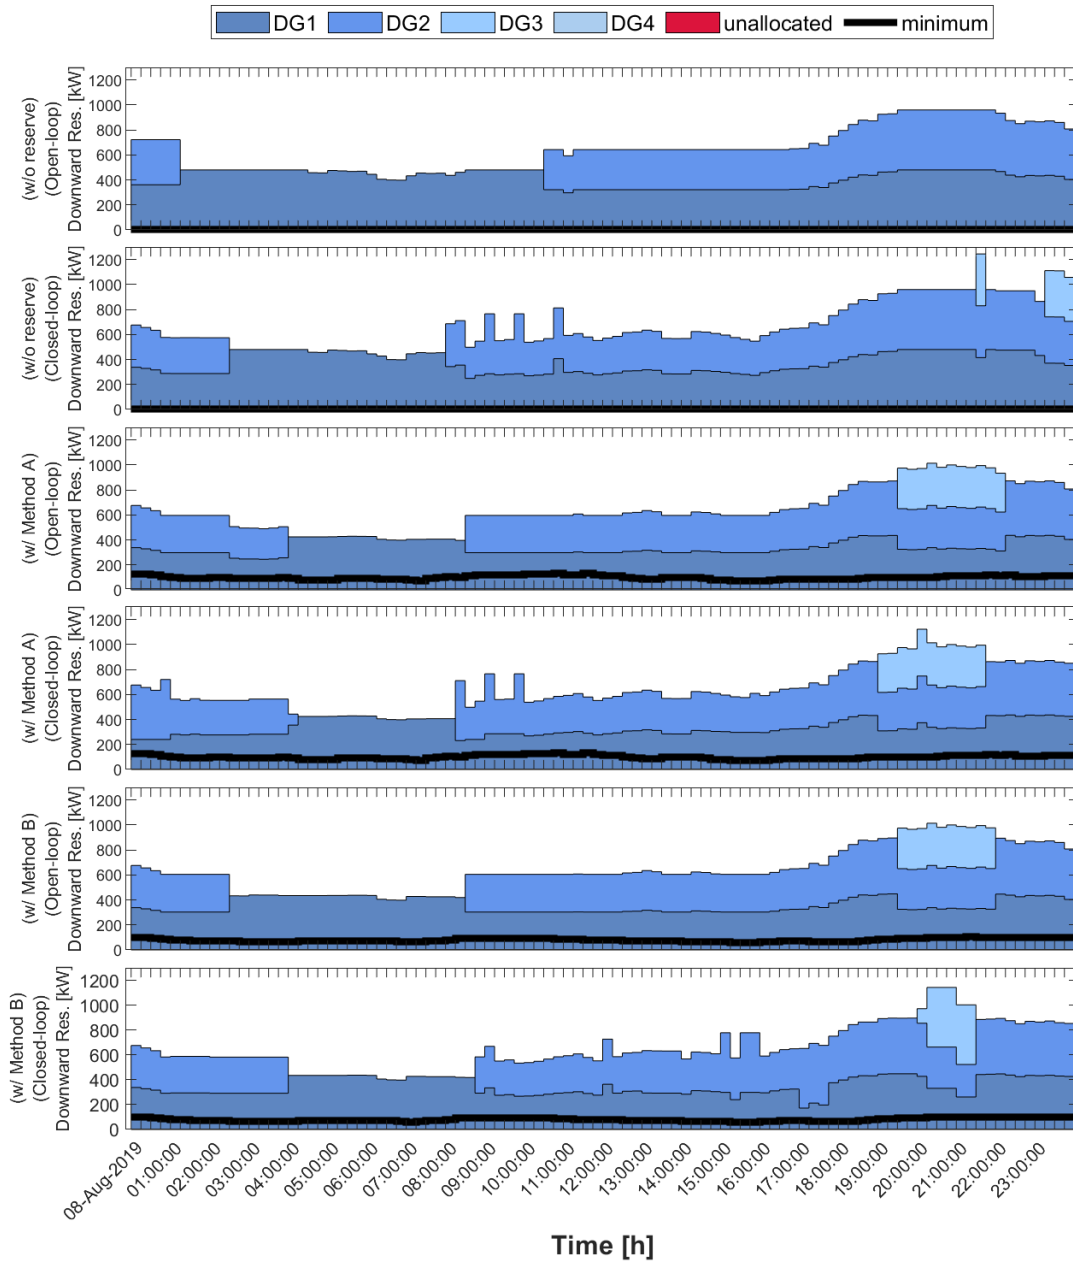 DG1 DG2 DG3 DG4 unallocated minimum
(w/o reserve)
(Open-loop)
Downward Res. [kW]
1200
1000
800
600
400
200
0
(w/o reserve)
(Closed-loop)
Downward Res. [kW]
1200
1000
800
600
400
200
0
(w/ Method A)
(Open-loop)
Downward Res. [kW]
1200
1000
800
600
400
200
0
(w/ Method A)
(Closed-loop)
Downward Res. [kW]
1200
1000
800
600
400
200
0
(w/ Method B)
(Open-loop)
Downward Res. [kW]
1200
1000
800
600
400
200
0
(w/ Method B)
(Closed-loop)
Downward Res. [kW]
1200
1000
800
600
400
200
0
08-Aug-2019 01:00:00 02:00:00 03:00:00 04:00:00 05:00:00 06:00:00 07:00:00 08:00:00 09:00:00 10:00:00 11:00:00 12:00:00 13:00:00 14:00:00 15:00:00 16:00:00 17:00:00 18:00:00 19:00:00 20:00:00 21:00:00 22:00:00 23:00:00
Time [h]